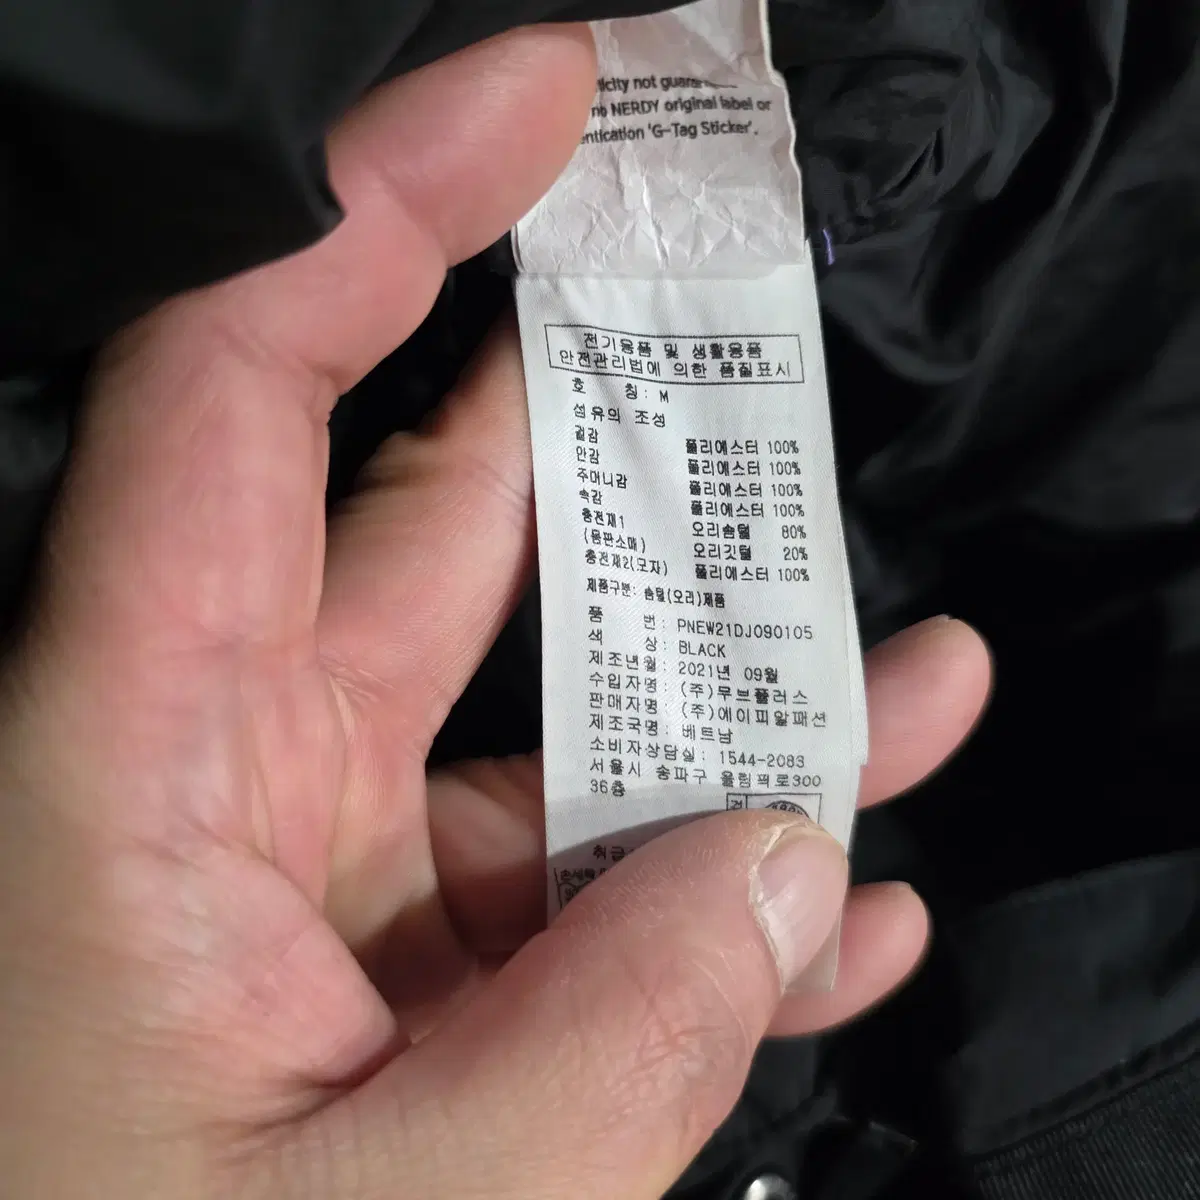 not
no NERDY original label or
'G-Tag Sticker'.
전기용품 및 생활용품
안전관리법에 의한 품질표시
호 칭: M
섬유의 조성
겉감 폴리에스터 100%
안감 폴리에스터 100%
주머니감 폴리에스터 100%
속감 폴리에스터 100%
충전재1 오리솜털 80%
(몸판소매) 오리깃털 20%
충전재2(모자) 폴리에스터 100%
제품구분: 솜털(오리)제품
품 번: PNEW21DJ090105
색 상: BLACK
제조년월: 2021년 09월
수입자명: (주)무브플러스
판매자명: (주)에이피알패션
제조국명: 베트남
소비자상담실: 1544-2083
서울시 송파구 올림픽로300
36층